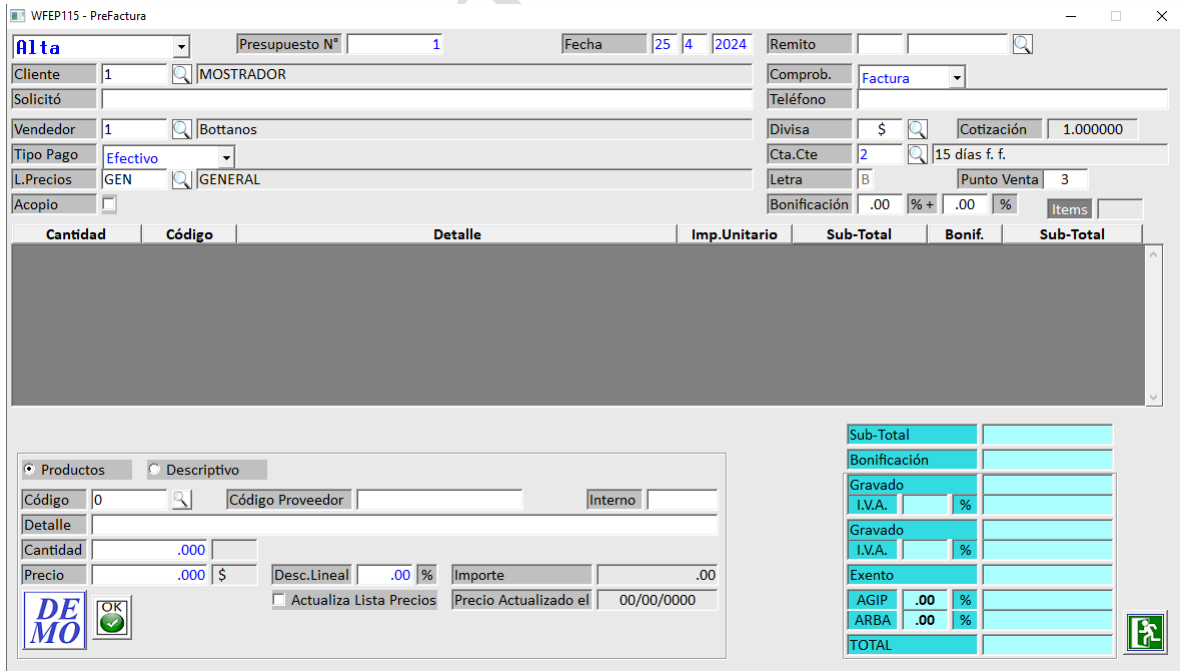 WFEP115 - PreFactura
Alta Presupuesto N° 1 Fecha 25 4 2024 Remito
Cliente 1 MOSTRADOR Comprob. Factura
Solicitó Teléfono
Vendedor 1 Bottanos Divisa $ Cotización 1.000000
Tipo Pago Efectivo Cta.Cte 2 15 días f. f.
L.Precios GEN GENERAL Letra B Punto Venta 3
Acopio Bonificación .00 % + .00 % Items
Cantidad Código Detalle Imp.Unitario Sub-Total Bonif. Sub-Total
Productos Descriptivo
Código 0 Código Proveedor Interno
Detalle
Cantidad .000
Precio .000 $ Desc.Lineal .00 % Importe .00
Actualiza Lista Precios Precio Actualizado el 00/00/0000
DE
MO
OK
Sub-Total
Bonificación
Gravado
I.V.A. %
Gravado
I.V.A. %
Exento
AGIP .00 %
ARBA .00 %
TOTAL